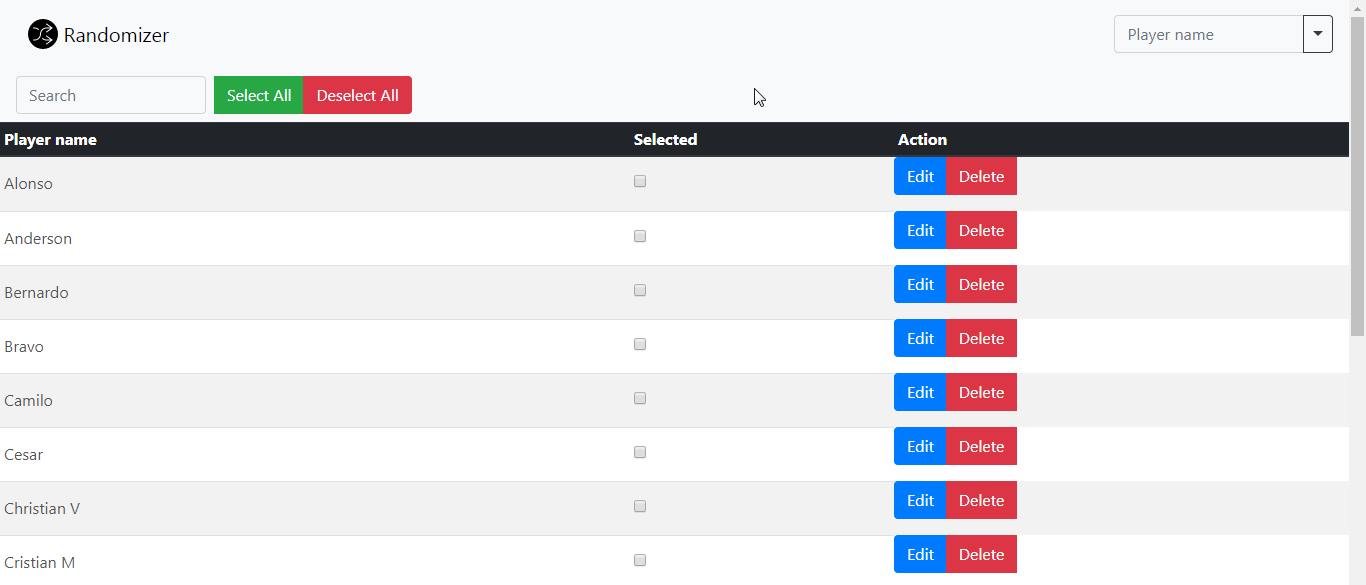 Randomizer Player name
Search Select All Deselect All
Player name Selected Action
Alonso Edit Delete
Anderson Edit Delete
Bernardo Edit Delete
Bravo Edit Delete
Camilo Edit Delete
Cesar Edit Delete
Christian V Edit Delete
Cristian M Edit Delete